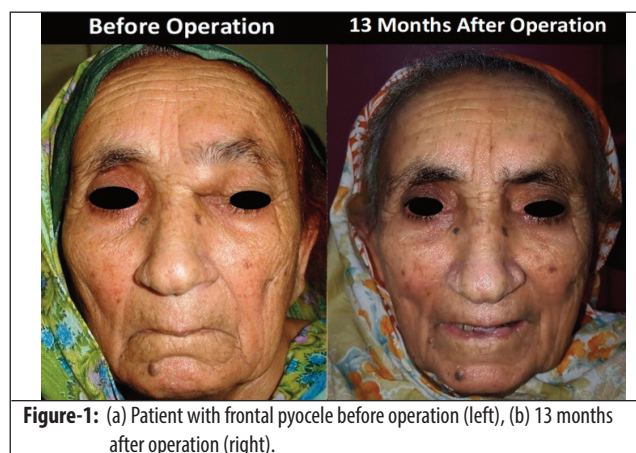 Before Operation
13 Months After Operation
Figure-1: (a) Patient with frontal pyocele before operation (left), (b) 13 months
after operation (right).